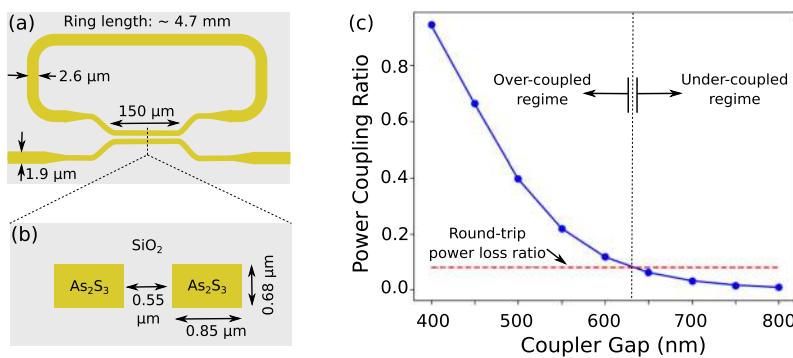 (a)
Ring length: ~ 4.7 mm
2.6 μm
150 μm
1.9 μm
(b)
SiO₂
As₂S₃
As₂S₃
0.55
μm
0.85 μm
0.68 μm
(c)
Power Coupling Ratio
0.8
0.6
0.4
0.2
0.0
Over-coupled
regime
Under-coupled
regime
Round-trip
power loss ratio
400
500
600
700
800
Coupler Gap (nm)